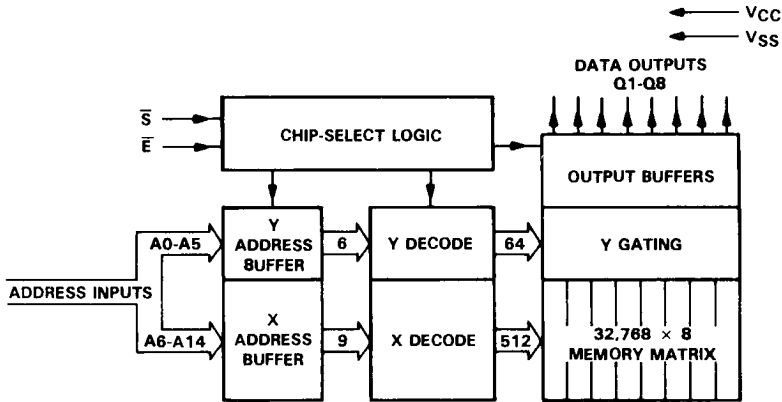 VCC
VSS
DATA OUTPUTS
Q1-Q8
S̅
E̅
CHIP-SELECT LOGIC
OUTPUT BUFFERS
A0-A5
Y
ADDRESS
BUFFER
6
Y DECODE
64
Y GATING
ADDRESS INPUTS
A6-A14
X
ADDRESS
BUFFER
9
X DECODE
512
32,768 × 8
MEMORY MATRIX